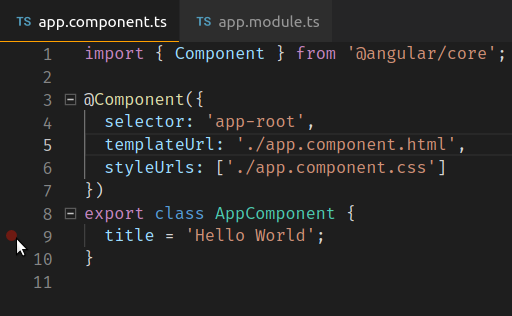 TS app.component.ts TS app.module.ts
1 import { Component } from '@angular/core';
2
3 @Component({
4 selector: 'app-root',
5 templateUrl: './app.component.html',
6 styleUrls: ['./app.component.css']
7 })
8 export class AppComponent {
9 title = 'Hello World';
10 }
11